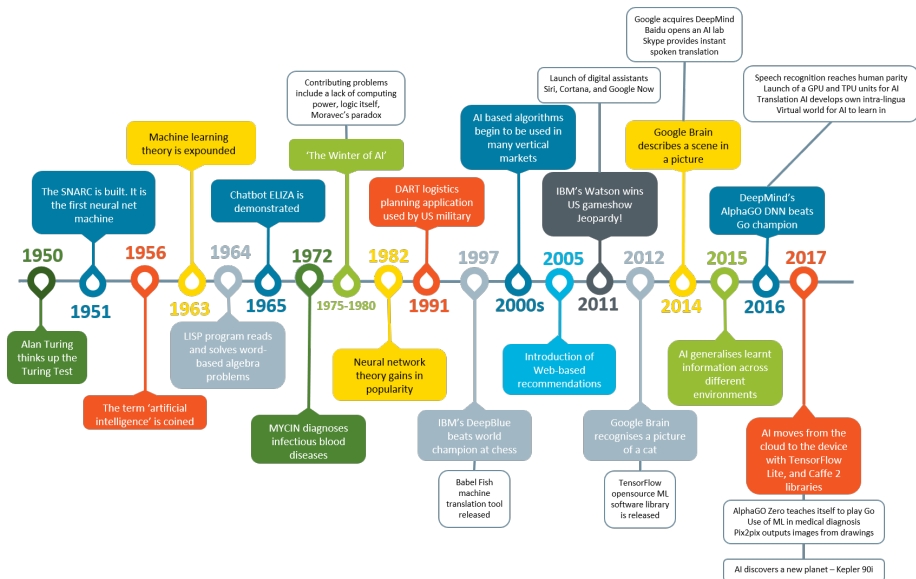 Google acquires DeepMind
Baidu opens an AI lab
Skype provides instant
spoken translation
Contributing problems
include a lack of computing
power, logic itself,
Moravec's paradox
Launch of digital assistants
Siri, Cortana, and Google Now
Speech recognition reaches human parity
Launch of a GPU and TPU units for AI
Translation AI develops own intra-lingua
Virtual world for AI to learn in
Machine learning
theory is expounded
'The Winter of AI'
AI based algorithms
begin to be used in
many vertical
markets
Google Brain
describes a scene in
a picture
The SNARC is built. It is
the first neural net
machine
Chatbot ELIZA is
demonstrated
DART logistics
planning application
used by US military
IBM's Watson wins
US gameshow
Jeopardy!
DeepMind's
AlphaGO DNN beats
Go champion
1950
1956
1964
1972
1982
1997
2005
2012
2015
2017
1951
1963
1965
1975-1980
1991
2000s
2011
2014
2016
Alan Turing
thinks up the
Turing Test
The term 'artificial
intelligence' is coined
LISP program reads
and solves word-
based algebra
problems
MYCIN diagnoses
infectious blood
diseases
Neural network
theory gains in
popularity
IBM's DeepBlue
beats world
champion at chess
Babel Fish
machine
translation tool
released
Introduction of
Web-based
recommendations
Google Brain
recognises a picture
of a cat
TensorFlow
opensource ML
software library
is released
AI generalises learnt
information across
different
environments
AI moves from the
cloud to the device
with TensorFlow
Lite, and Caffe 2
libraries
AlphaGO Zero teaches itself to play Go
Use of ML in medical diagnosis
Pix2pix outputs images from drawings
AI discovers a new planet – Kepler 90i